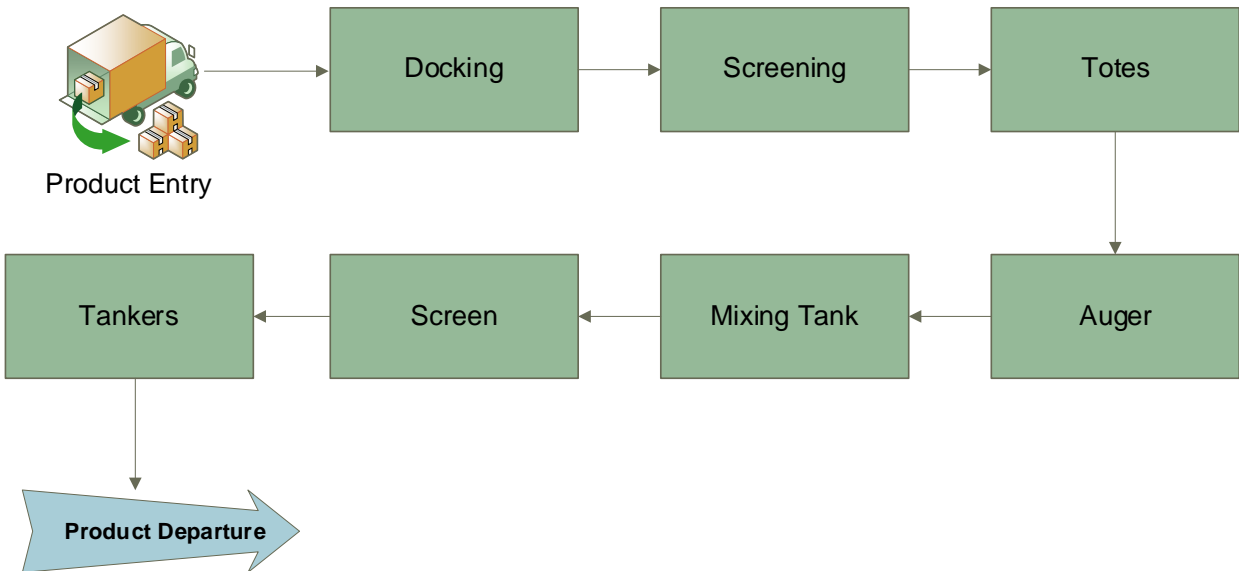 Product Entry
Docking
Screening
Totes
Auger
Mixing Tank
Screen
Tankers
Product Departure